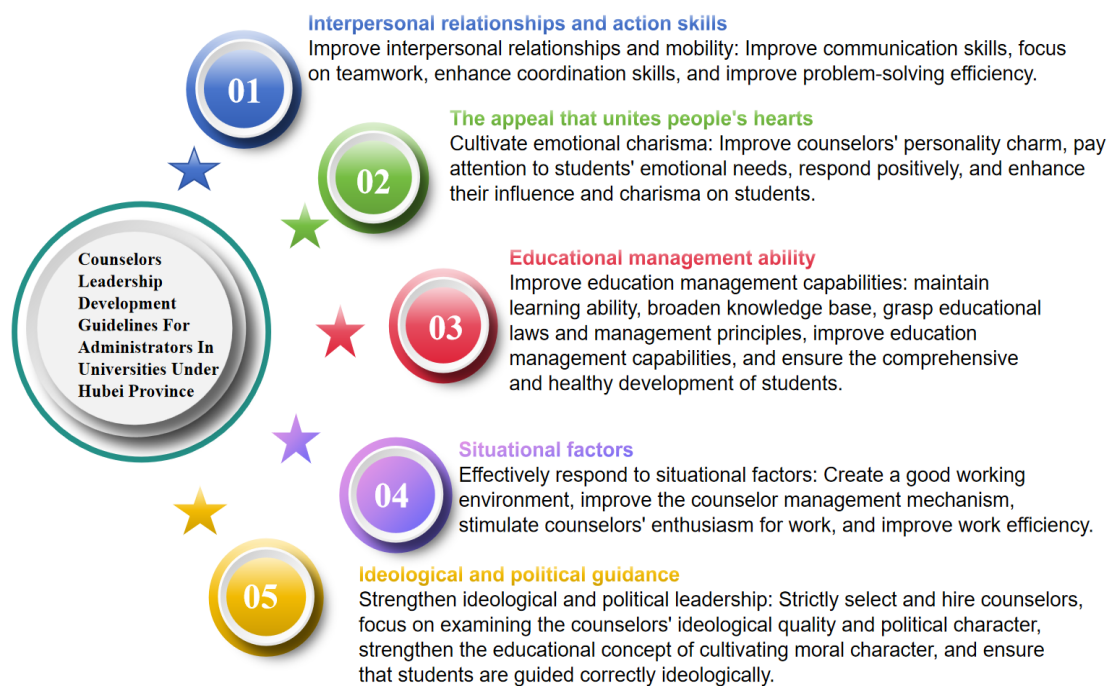 Counselors
Leadership
Development
Guidelines For
Administrators In
Universities Under
Hubei Province
01
Interpersonal relationships and action skills
Improve interpersonal relationships and mobility: Improve communication skills, focus
on teamwork, enhance coordination skills, and improve problem-solving efficiency.
02
The appeal that unites people's hearts
Cultivate emotional charisma: Improve counselors' personality charm, pay
attention to students' emotional needs, respond positively, and enhance
their influence and charisma on students.
03
Educational management ability
Improve education management capabilities: maintain
learning ability, broaden knowledge base, grasp educational
laws and management principles, improve education
management capabilities, and ensure the comprehensive
and healthy development of students.
04
Situational factors
Effectively respond to situational factors: Create a good working
environment, improve the counselor management mechanism,
stimulate counselors' enthusiasm for work, and improve work efficiency.
05
Ideological and political guidance
Strengthen ideological and political leadership: Strictly select and hire counselors,
focus on examining the counselors' ideological quality and political character,
strengthen the educational concept of cultivating moral character, and ensure
that students are guided correctly ideologically.